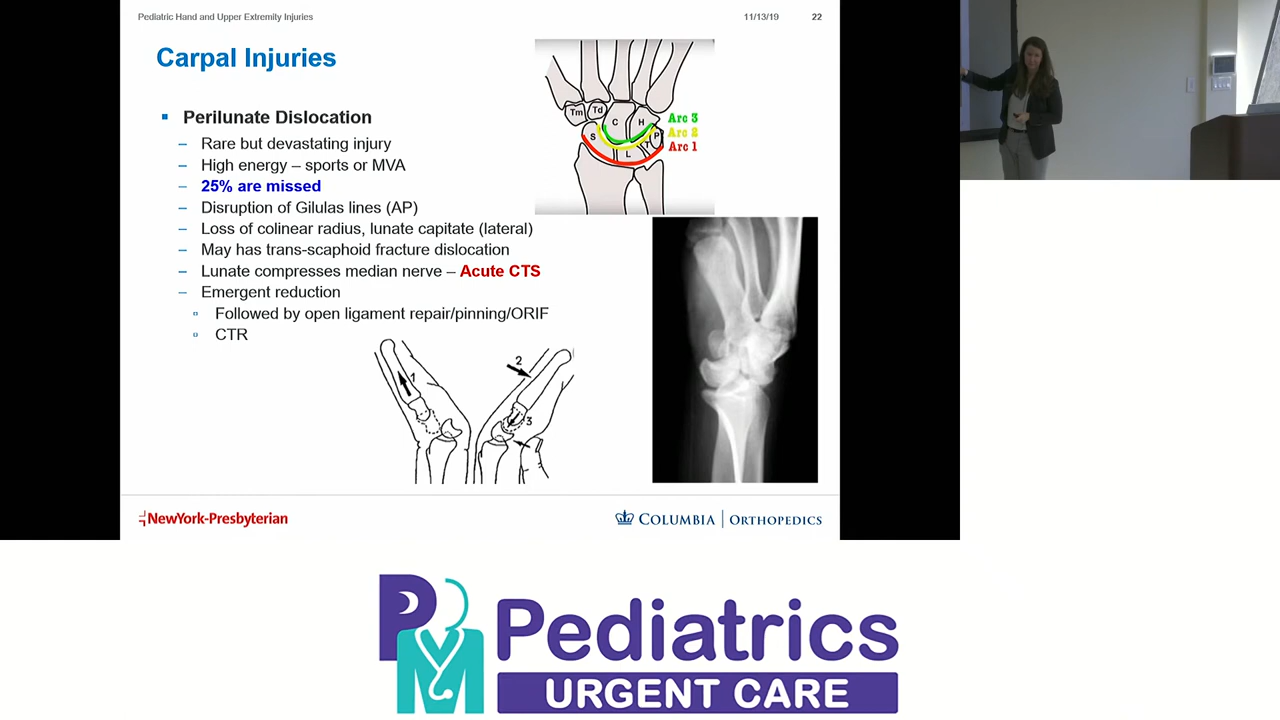 Pediatric Hand and Upper Extremity Injuries
11/13/19
22
Carpal Injuries
Perilunate Dislocation
Rare but devastating injury
High energy – sports or MVA
25% are missed
Disruption of Gilulas lines (AP)
Loss of colinear radius, lunate capitate (lateral)
May has trans-scaphoid fracture dislocation
Lunate compresses median nerve – Acute CTS
Emergent reduction
Followed by open ligament repair/pinning/ORIF
CTR
Tm Td C H
S L T P
Arc 3
Arc 2
Arc 1
1
2
3
NewYork-Presbyterian
COLUMBIA | ORTHOPEDICS
PM Pediatrics
URGENT CARE